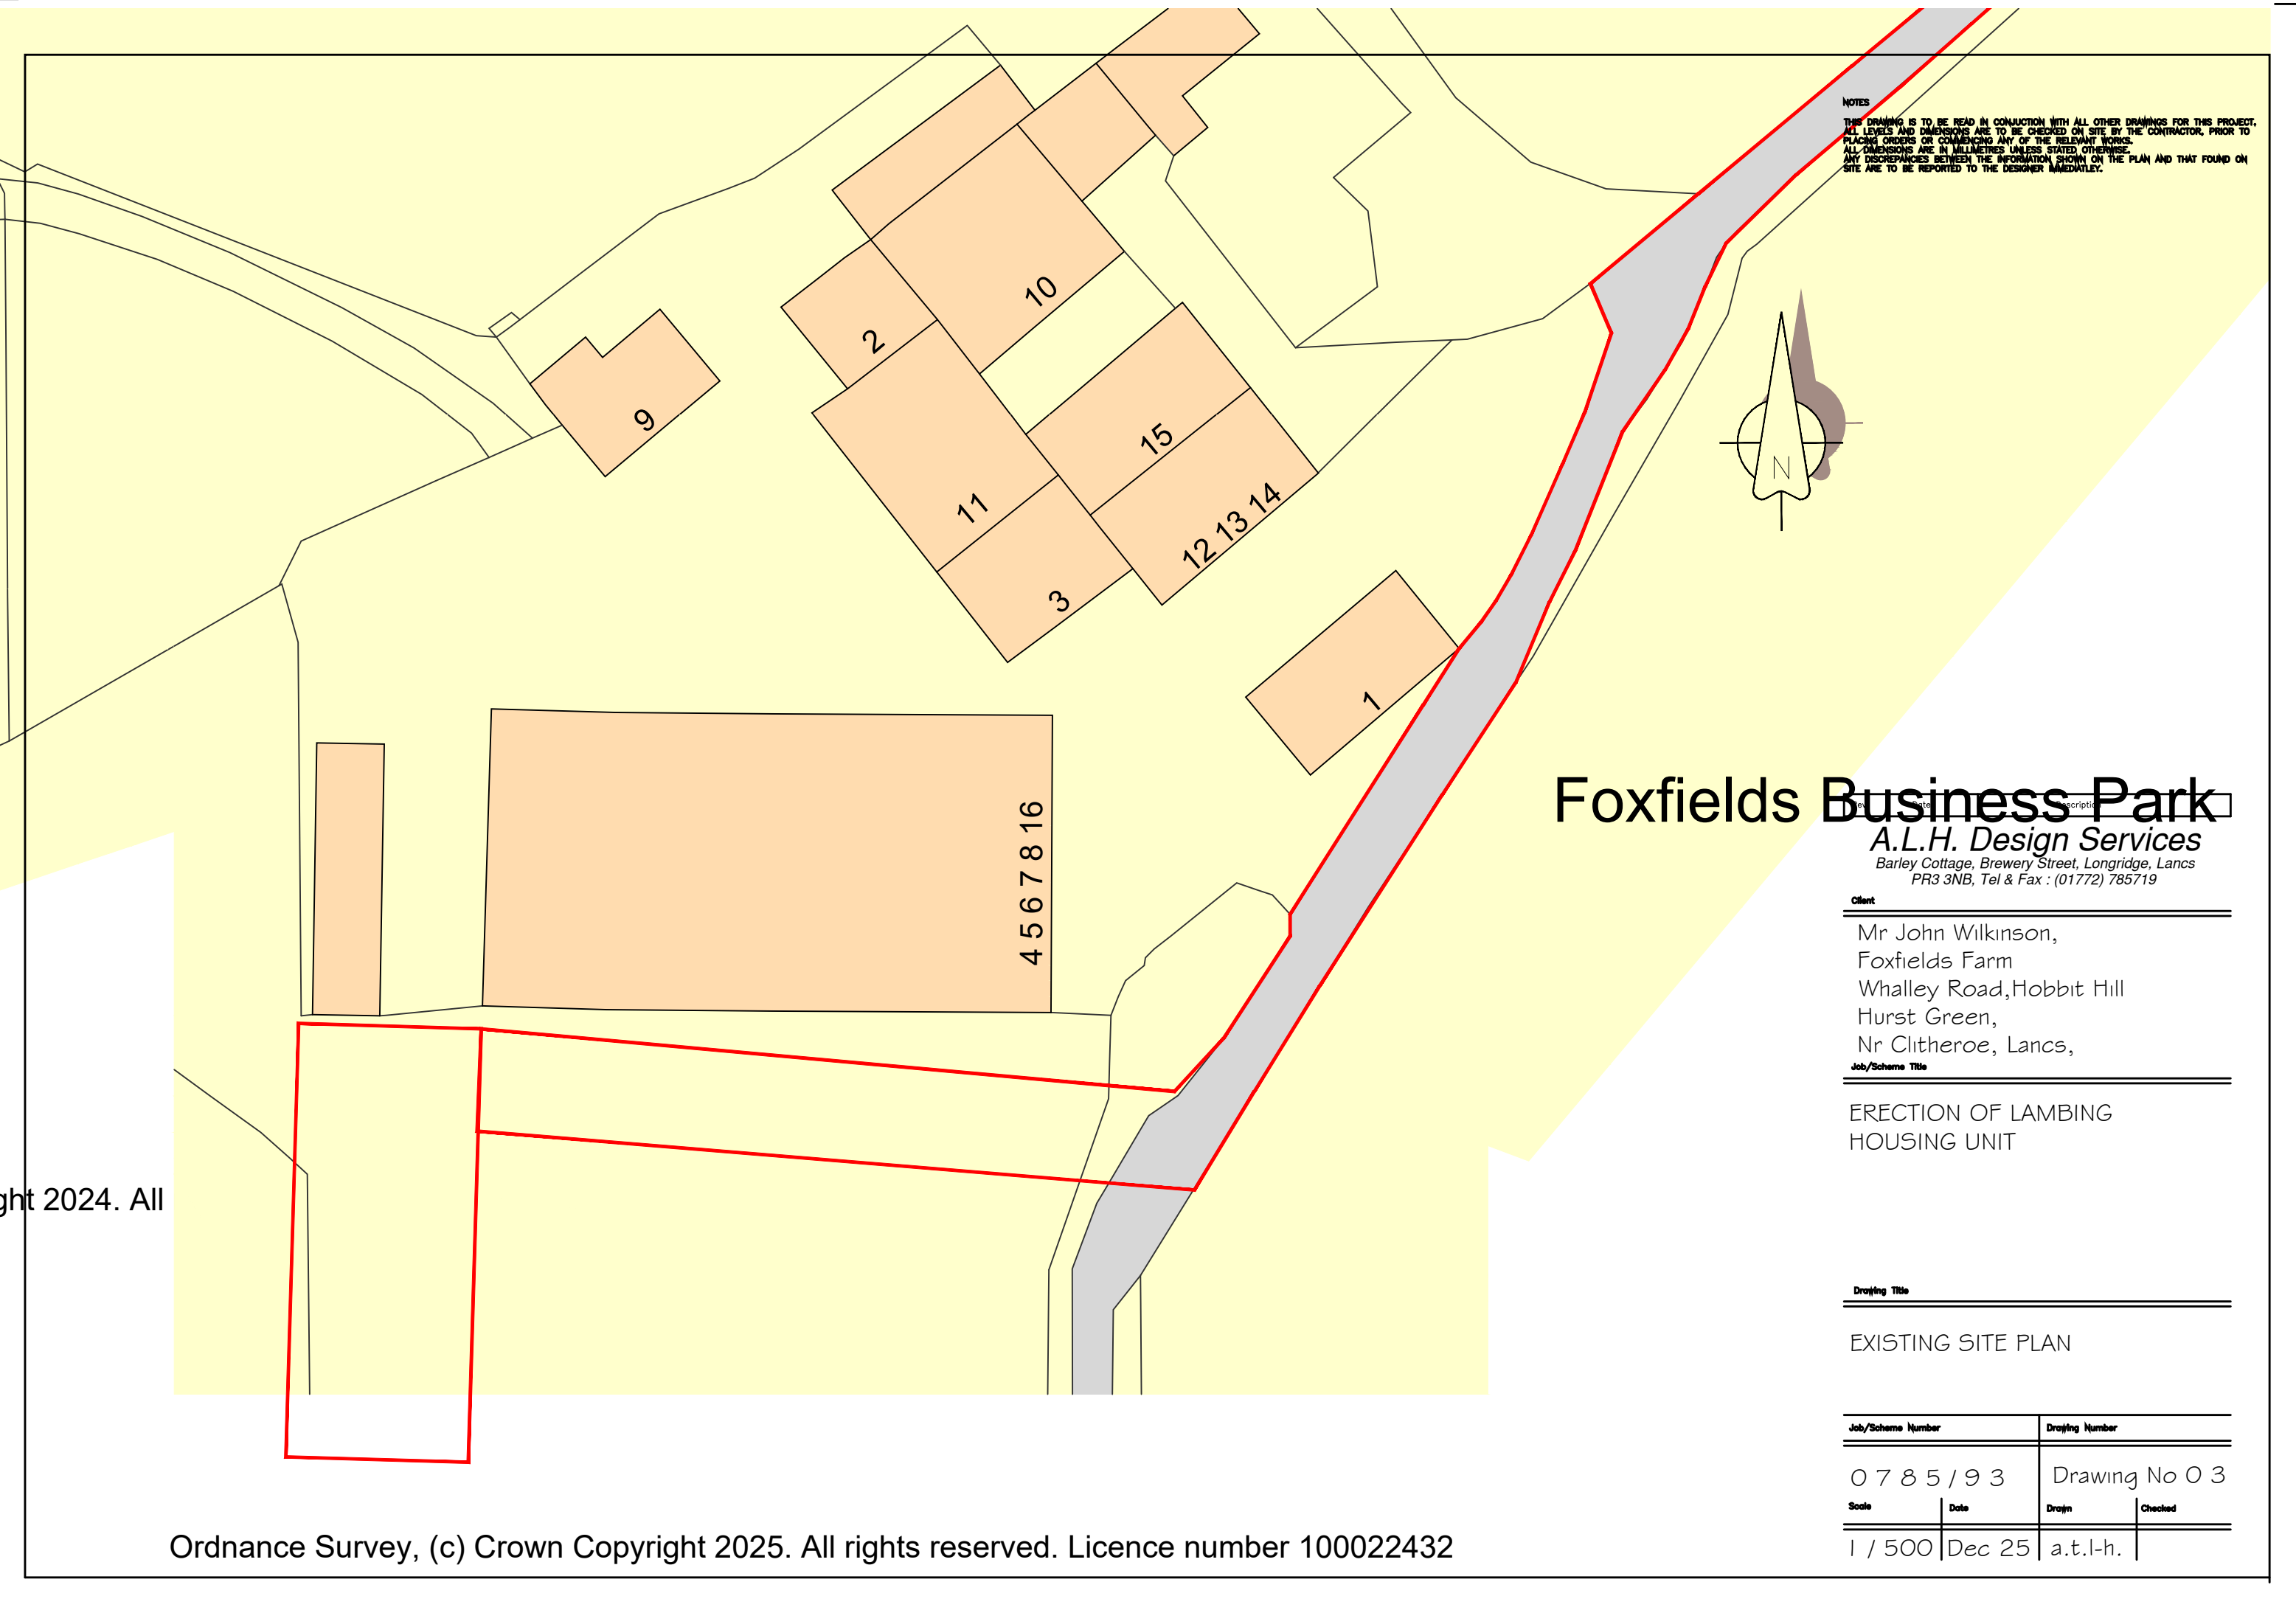 NOTES
THIS DRAWING IS TO BE READ IN CONJUCTION WITH ALL OTHER DRAWINGS FOR THIS PROJECT.
ALL LEVELS AND DIMENSIONS ARE TO BE CHECKED ON SITE BY THE CONTRACTOR, PRIOR TO
PLACING ORDERS OR COMMENCING ANY OF THE RELEVANT WORKS.
ALL DIMENSIONS ARE IN MILLIMETRES UNLESS STATED OTHERWISE.
ANY DISCREPANCIES BETWEEN THE INFORMATION SHOWN ON THE PLAN AND THAT FOUND ON
SITE ARE TO BE REPORTED TO THE DESIGNER IMMEDIATLEY.
10
2
9
15
11
12 13 14
3
1
4 5 6 7 8 16
N
Foxfields Business Park
Rev Date Description
A.L.H. Design Services
Barley Cottage, Brewery Street, Longridge, Lancs
PR3 3NB, Tel & Fax : (01772) 785719
Client
Mr John Wilkinson,
Foxfields Farm
Whalley Road,Hobbit Hill
Hurst Green,
Nr Clitheroe, Lancs,
Job/Scheme Title
ERECTION OF LAMBING
HOUSING UNIT
ght 2024. All
Drawing Title
EXISTING SITE PLAN
Job/Scheme Number Drawing Number
0 7 8 5 / 9 3 Drawing No 0 3
Scale Date Drawn Checked
1 / 500 Dec 25 a.t.l-h.
Ordnance Survey, (c) Crown Copyright 2025. All rights reserved. Licence number 100022432